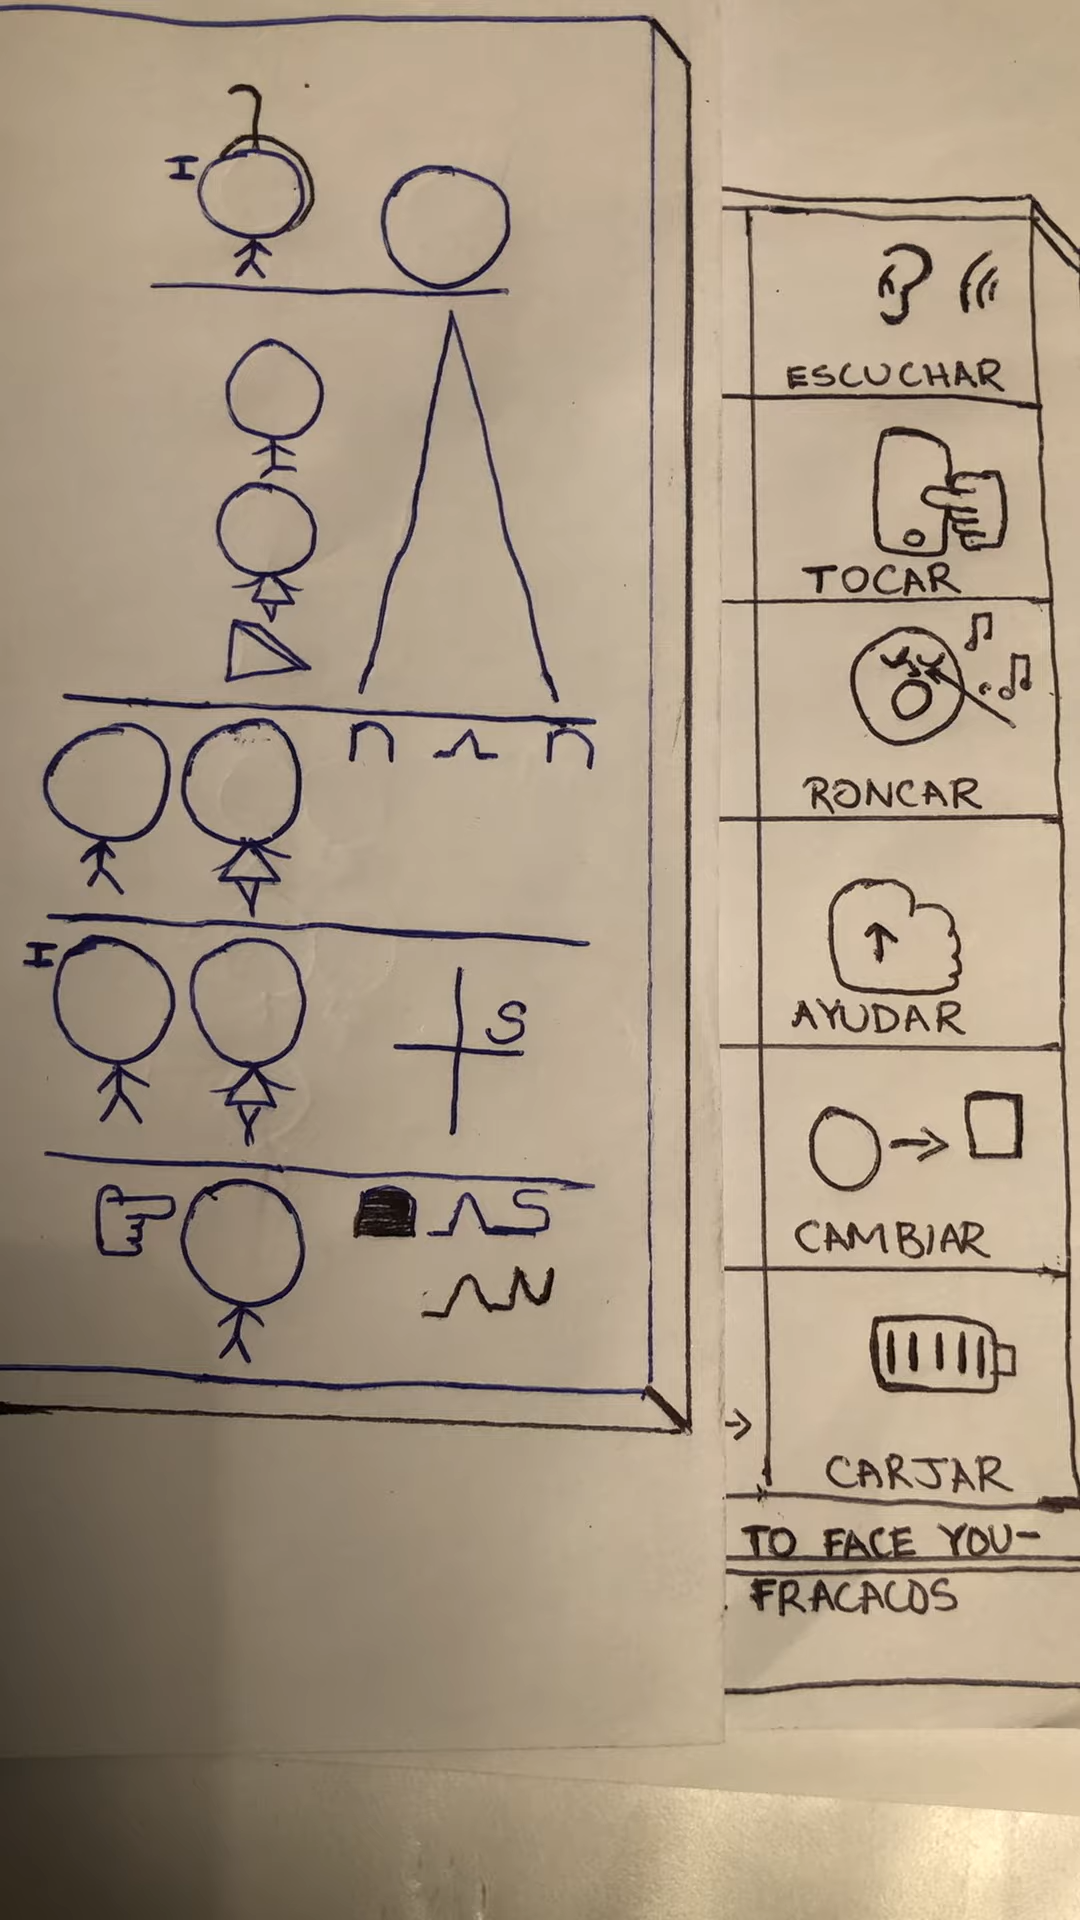 I
I
S
S
N
ESCUCHAR
TOCAR
RONCAR
AYUDAR
CAMBIAR
CARJAR
TO FACE YOU-
FRACACOS